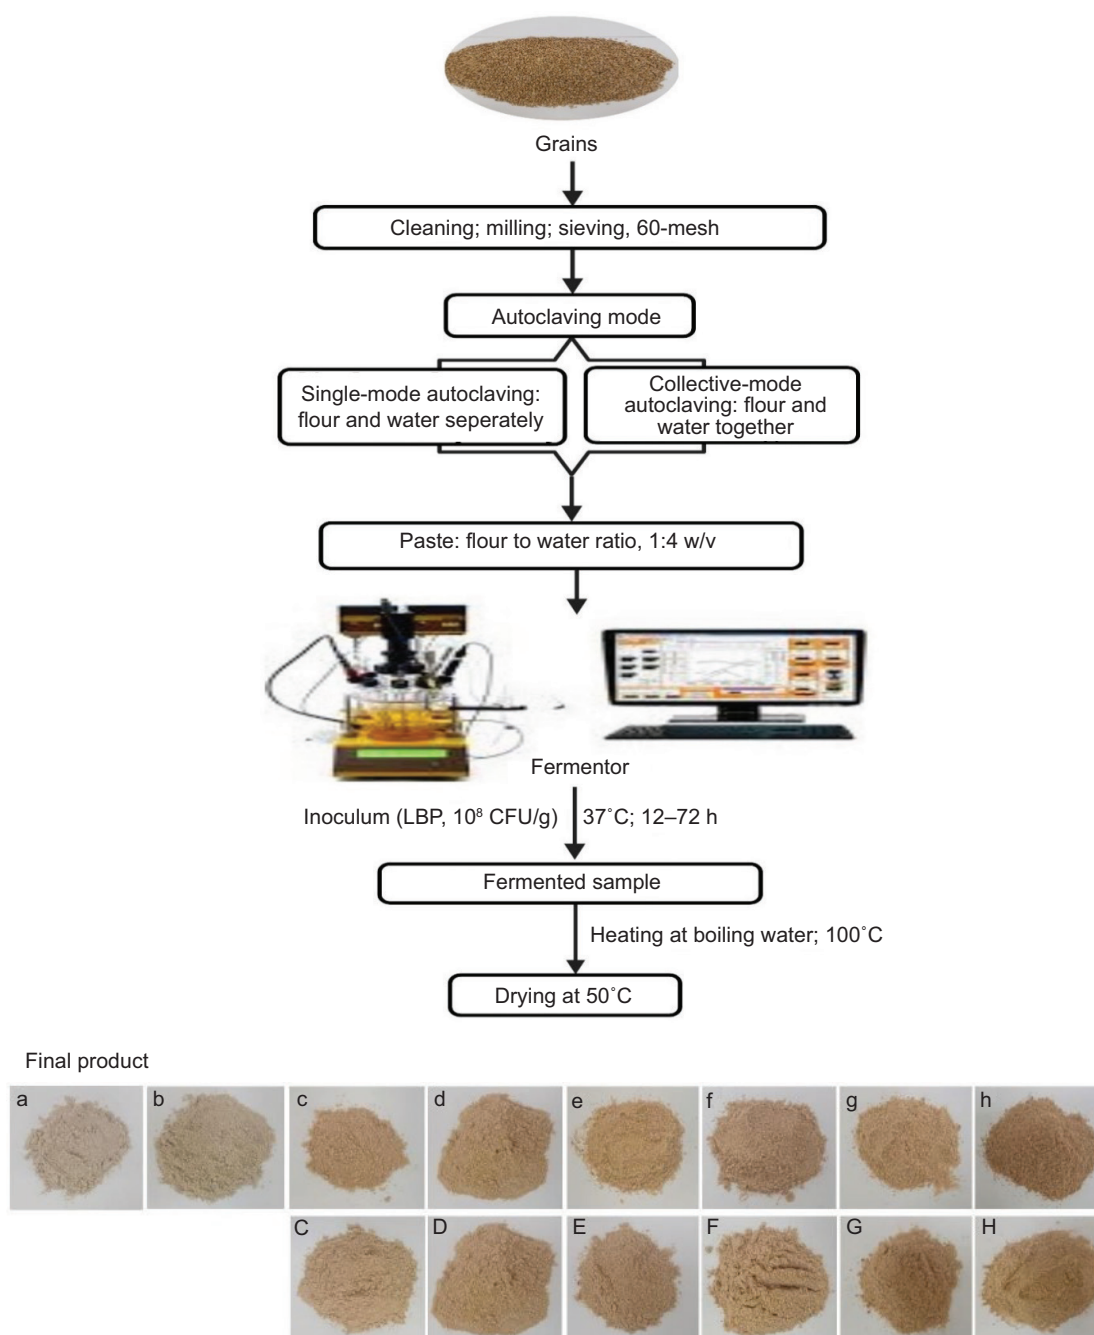 Grains
Cleaning; milling; sieving, 60-mesh
Autoclaving mode
Single-mode autoclaving:
flour and water seperately
Collective-mode
autoclaving: flour and
water together
Paste: flour to water ratio, 1:4 w/v
Fermentor
Inoculum (LBP, 10⁸ CFU/g) 37˚C; 12–72 h
Fermented sample
Heating at boiling water; 100˚C
Drying at 50˚C
Final product
a b c d e f g h
C D E F G H